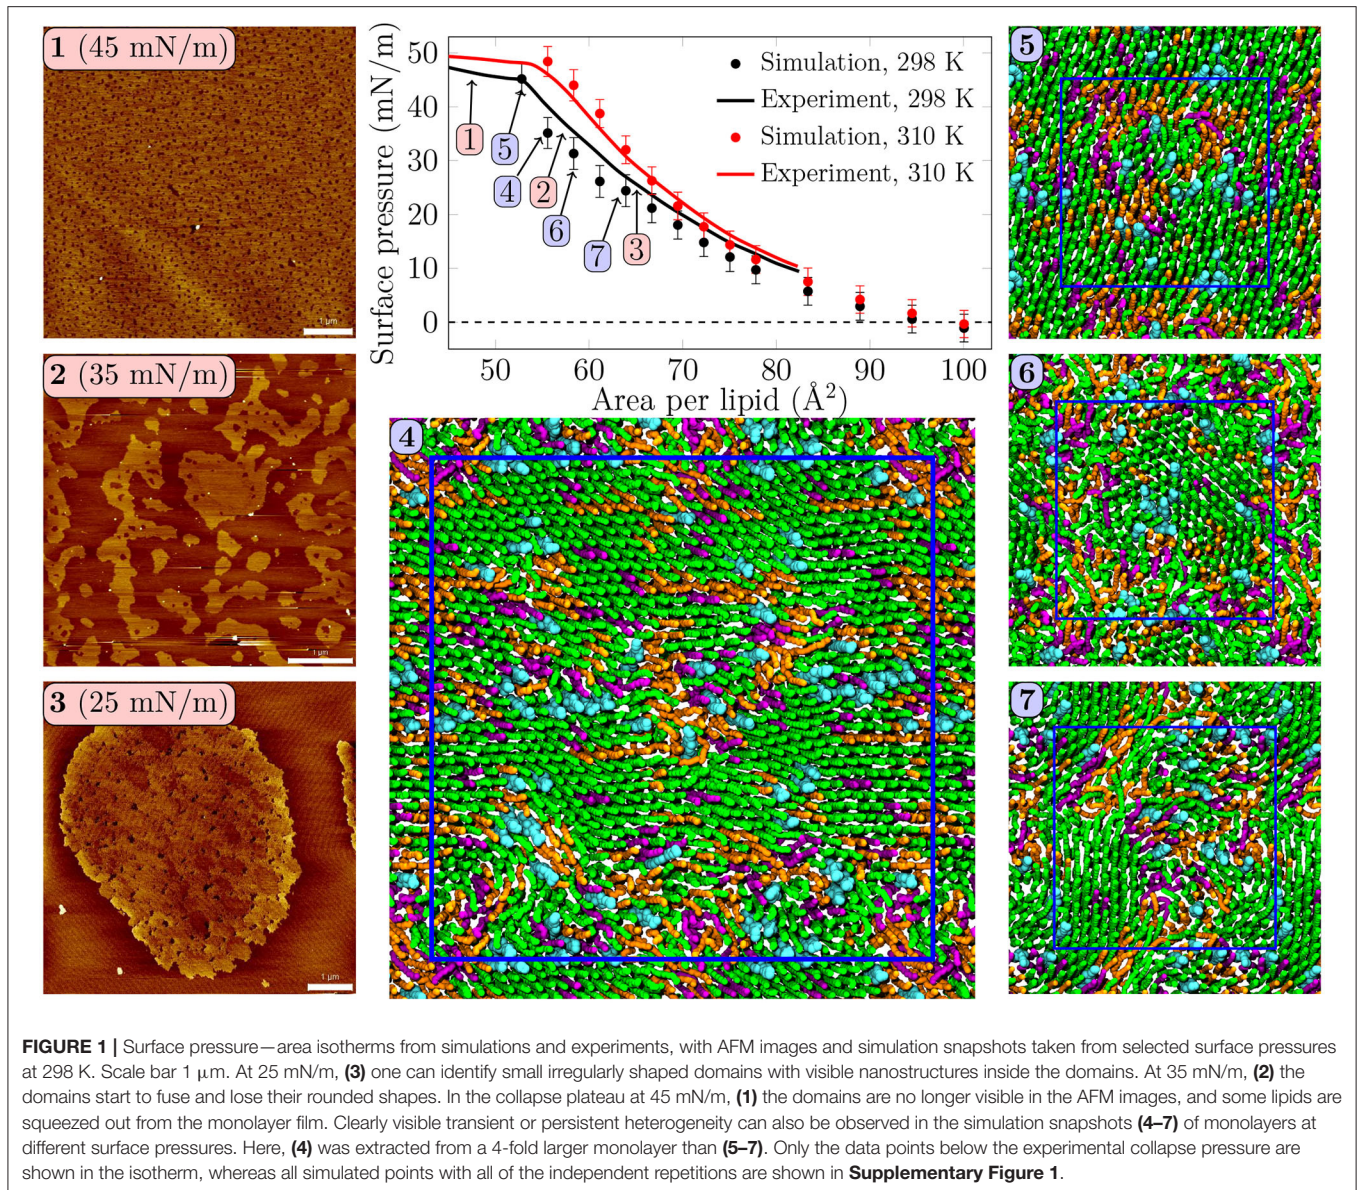 1 (45 mN/m)
1 µm
2 (35 mN/m)
1 µm
3 (25 mN/m)
1 µm
Surface pressure (mN/m)
50
40
30
20
10
0
Simulation, 298 K
Experiment, 298 K
Simulation, 310 K
Experiment, 310 K
1
5
4
2
6
7
3
50 60 70 80 90 100
Area per lipid (Å²)
4
5
6
7
FIGURE 1 | Surface pressure—area isotherms from simulations and experiments, with AFM images and simulation snapshots taken from selected surface pressures
at 298 K. Scale bar 1 µm. At 25 mN/m, (3) one can identify small irregularly shaped domains with visible nanostructures inside the domains. At 35 mN/m, (2) the
domains start to fuse and lose their rounded shapes. In the collapse plateau at 45 mN/m, (1) the domains are no longer visible in the AFM images, and some lipids are
squeezed out from the monolayer film. Clearly visible transient or persistent heterogeneity can also be observed in the simulation snapshots (4–7) of monolayers at
different surface pressures. Here, (4) was extracted from a 4-fold larger monolayer than (5–7). Only the data points below the experimental collapse pressure are
shown in the isotherm, whereas all simulated points with all of the independent repetitions are shown in Supplementary Figure 1.